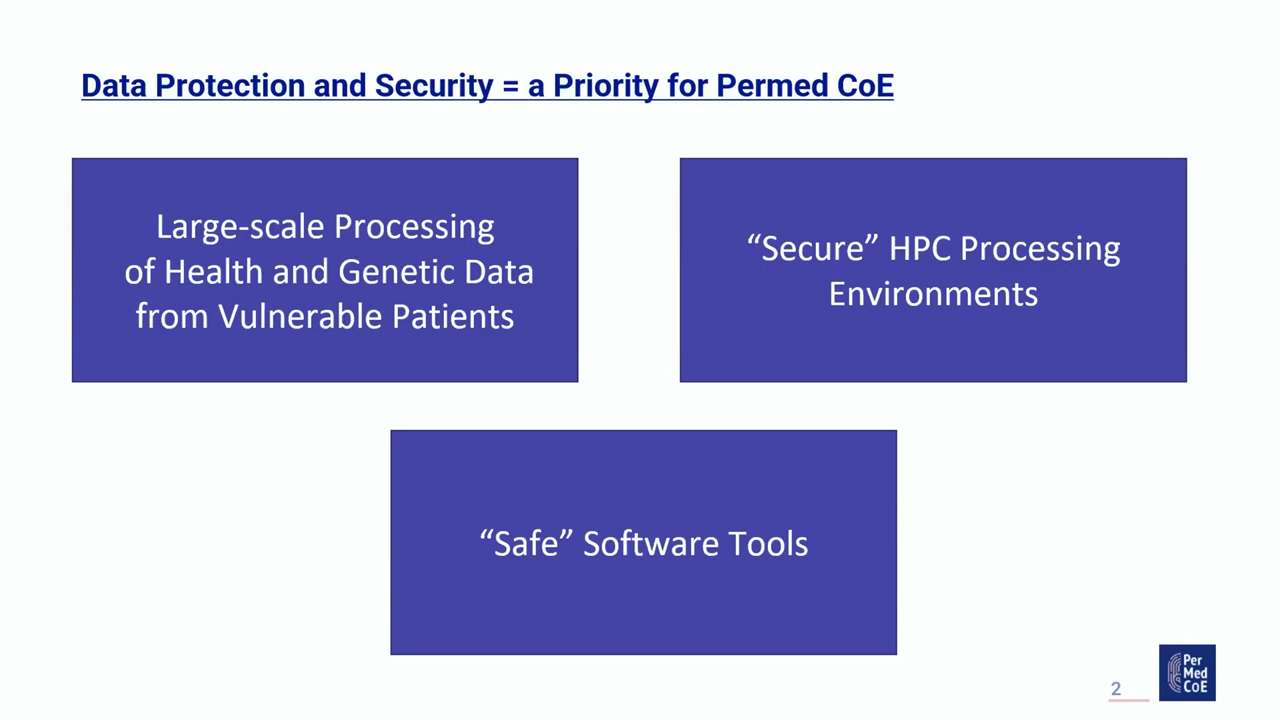 Data Protection and Security = a Priority for Permed CoE
Large-scale Processing
of Health and Genetic Data
from Vulnerable Patients
“Secure” HPC Processing
Environments
“Safe” Software Tools
2
Per
Med
CoE